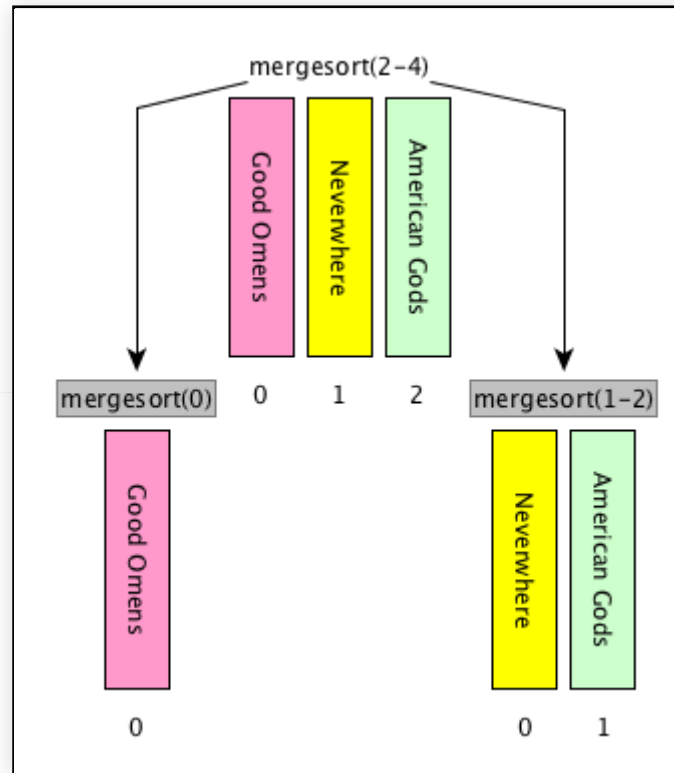 mergesort(2-4)
Good Omens
Neverwhere
American Gods
0 1 2
mergesort(0)
mergesort(1-2)
Good Omens
Neverwhere
American Gods
0
0 1